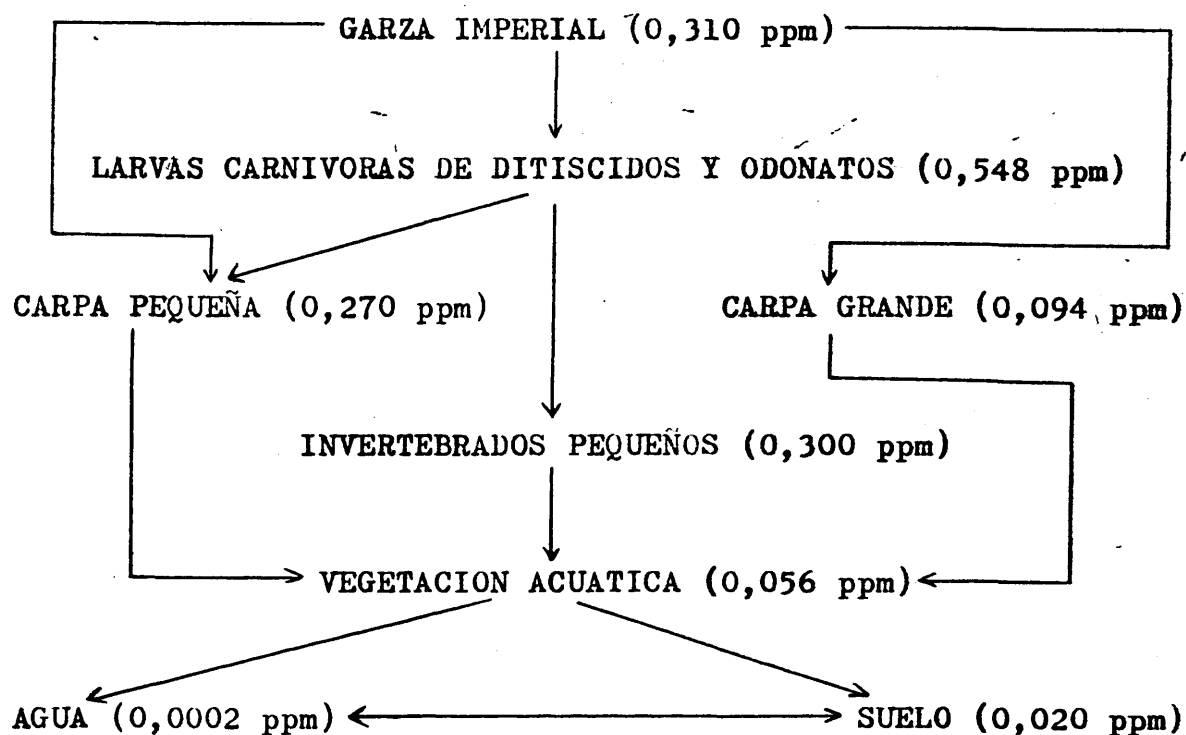 GARZA IMPERIAL (0,310 ppm)
LARVAS CARNIVORAS DE DITISCIDOS Y ODONATOS (0,548 ppm)
CARPA PEQUEÑA (0,270 ppm)
CARPA GRANDE (0,094 ppm)
INVERTEBRADOS PEQUEÑOS (0,300 ppm)
VEGETACION ACUATICA (0,056 ppm)
AGUA (0,0002 ppm)
SUELO (0,020 ppm)